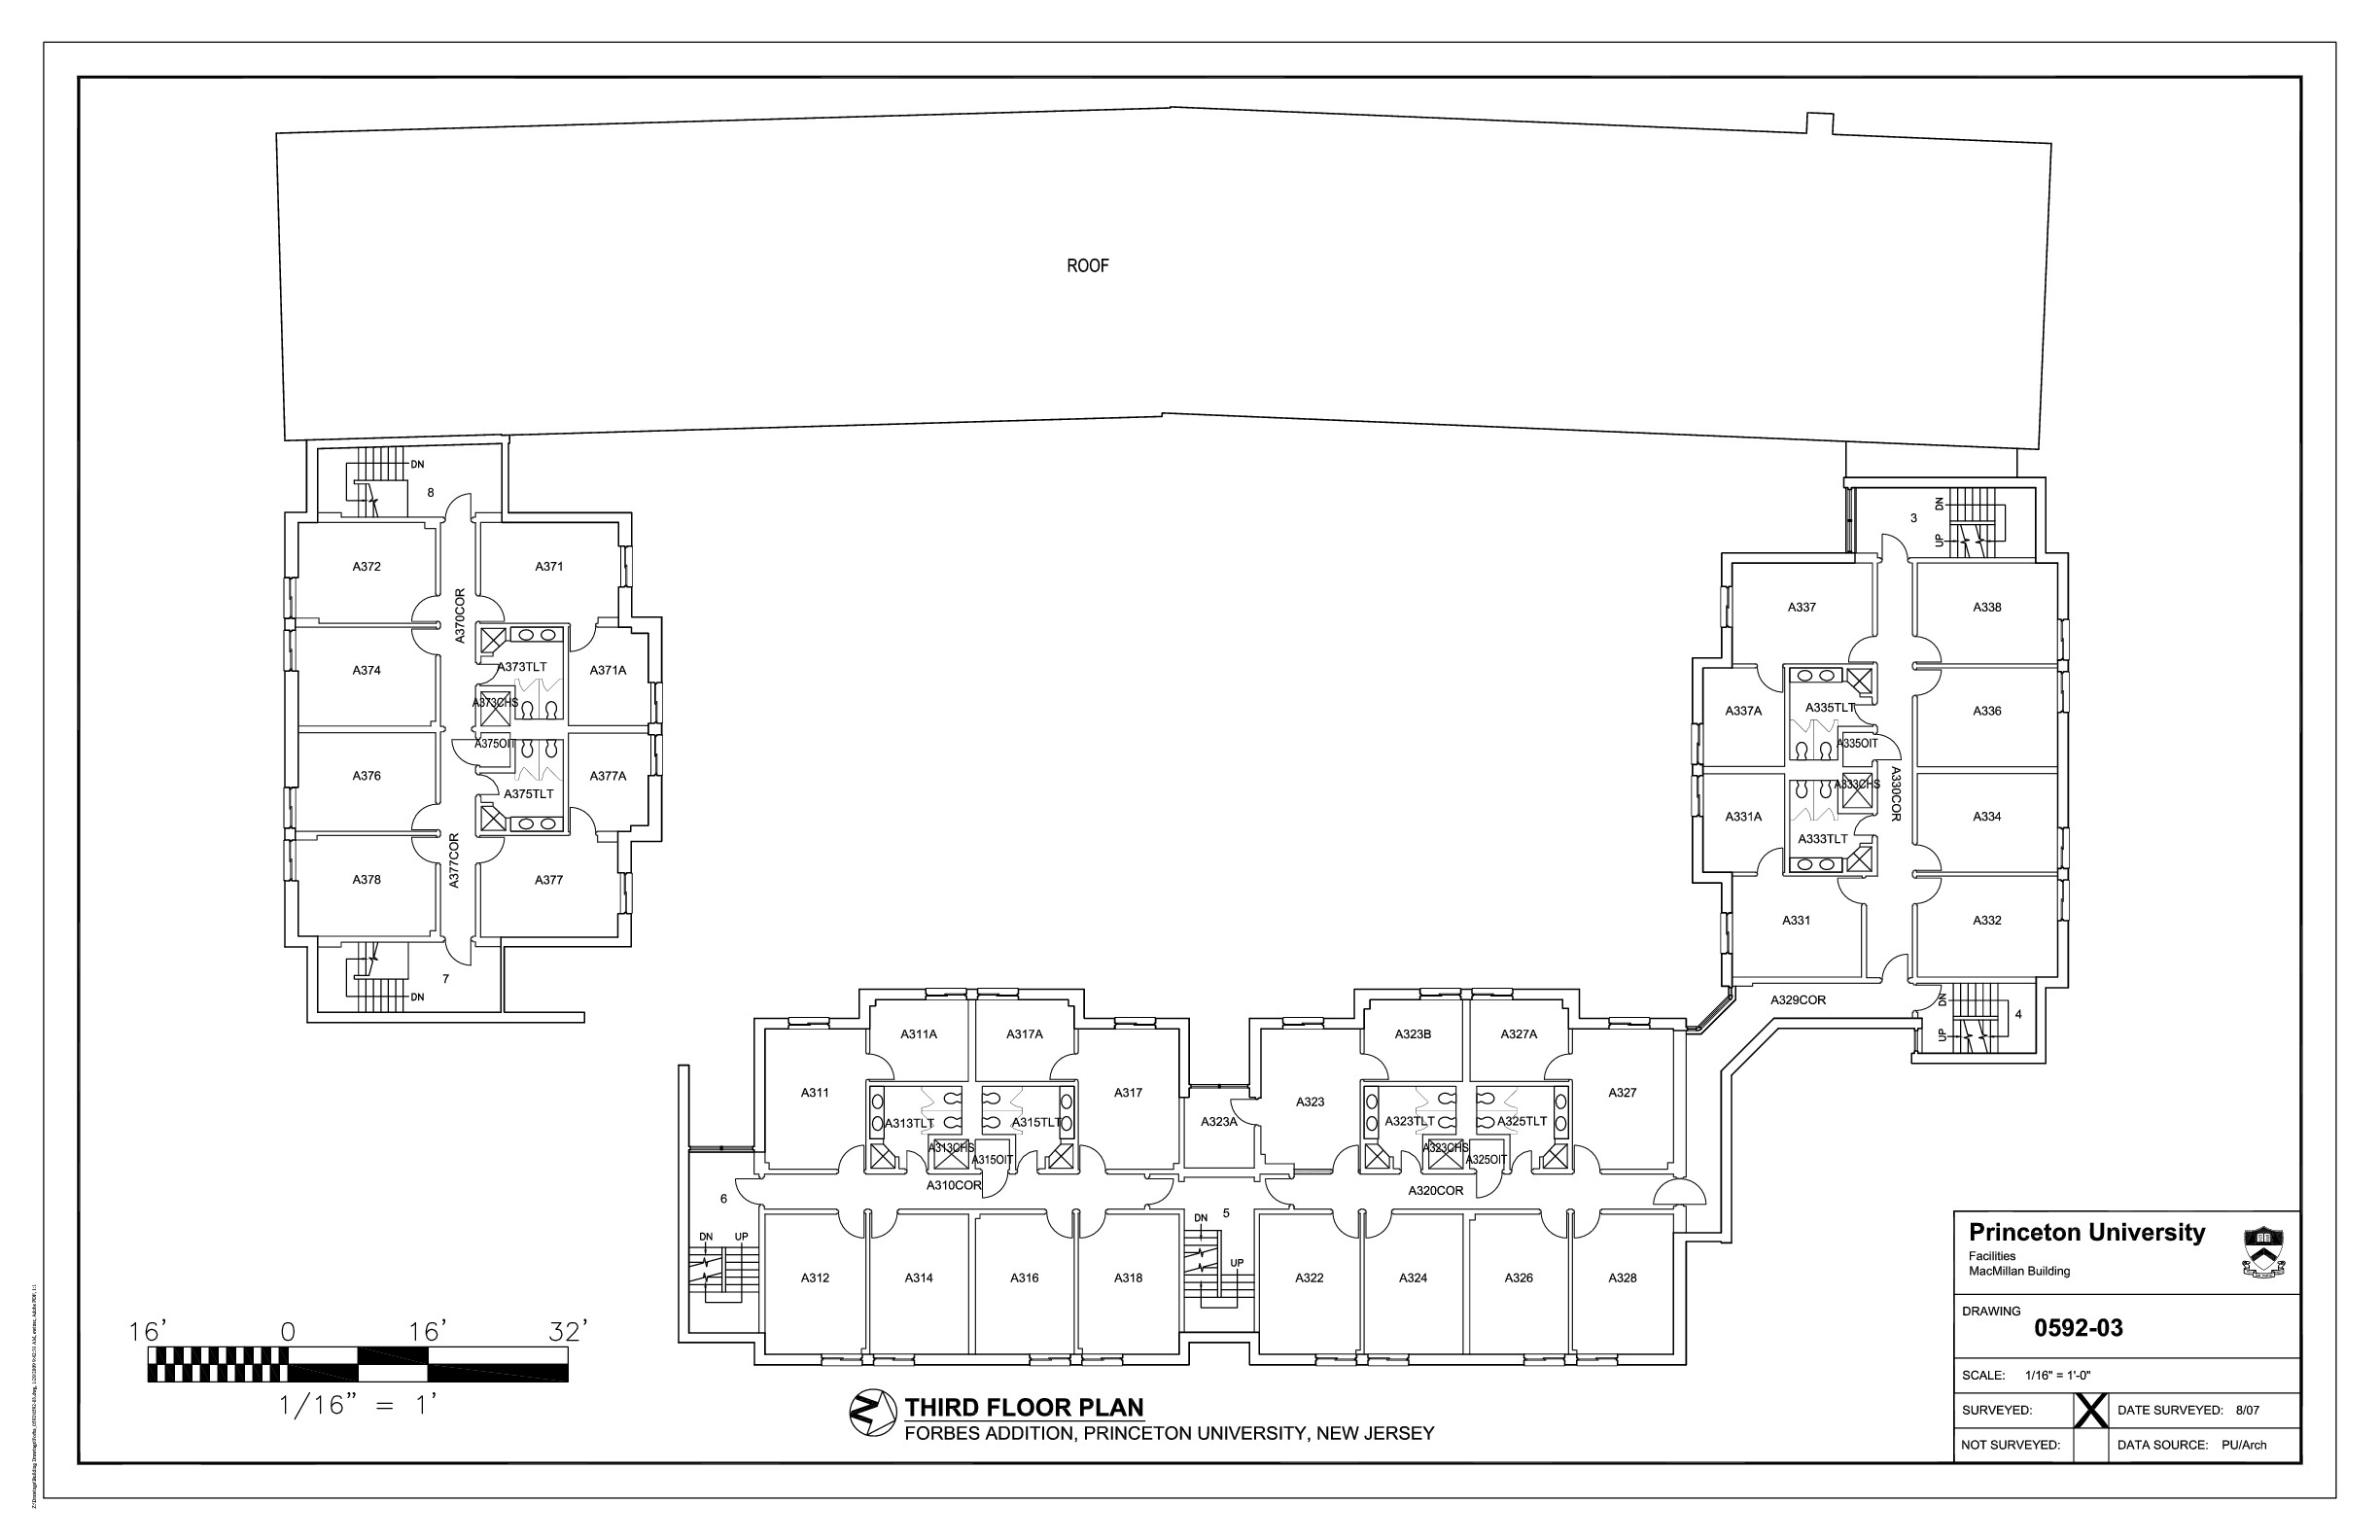 ROOF
DN
8
A372
A371
A370COR
A374
A373TLT
A371A
A373CHS
A375OIT
A376
A377A
A375TLT
A377COR
A378
A377
7
DN
DN
3
UP
A337
A338
A337A
A335TLT
A336
A335OIT
A333CHS
A330COR
A331A
A334
A333TLT
A331
A332
A329COR
DN
4
UP
A311A
A317A
A323B
A327A
A311
A317
A323
A327
A313TLT
A315TLT
A323A
A323TLT
A325TLT
A313CHS
A315OIT
A323CHS
A325OIT
A310COR
A320COR
6
5
DN
UP
DN
UP
A312
A314
A316
A318
A322
A324
A326
A328
16' 0 16' 32'
1/16" = 1'
N
THIRD FLOOR PLAN
FORBES ADDITION, PRINCETON UNIVERSITY, NEW JERSEY
Princeton University
Facilities
MacMillan Building
DRAWING
0592-03
SCALE: 1/16" = 1'-0"
SURVEYED: X DATE SURVEYED: 8/07
NOT SURVEYED: DATA SOURCE: PU/Arch